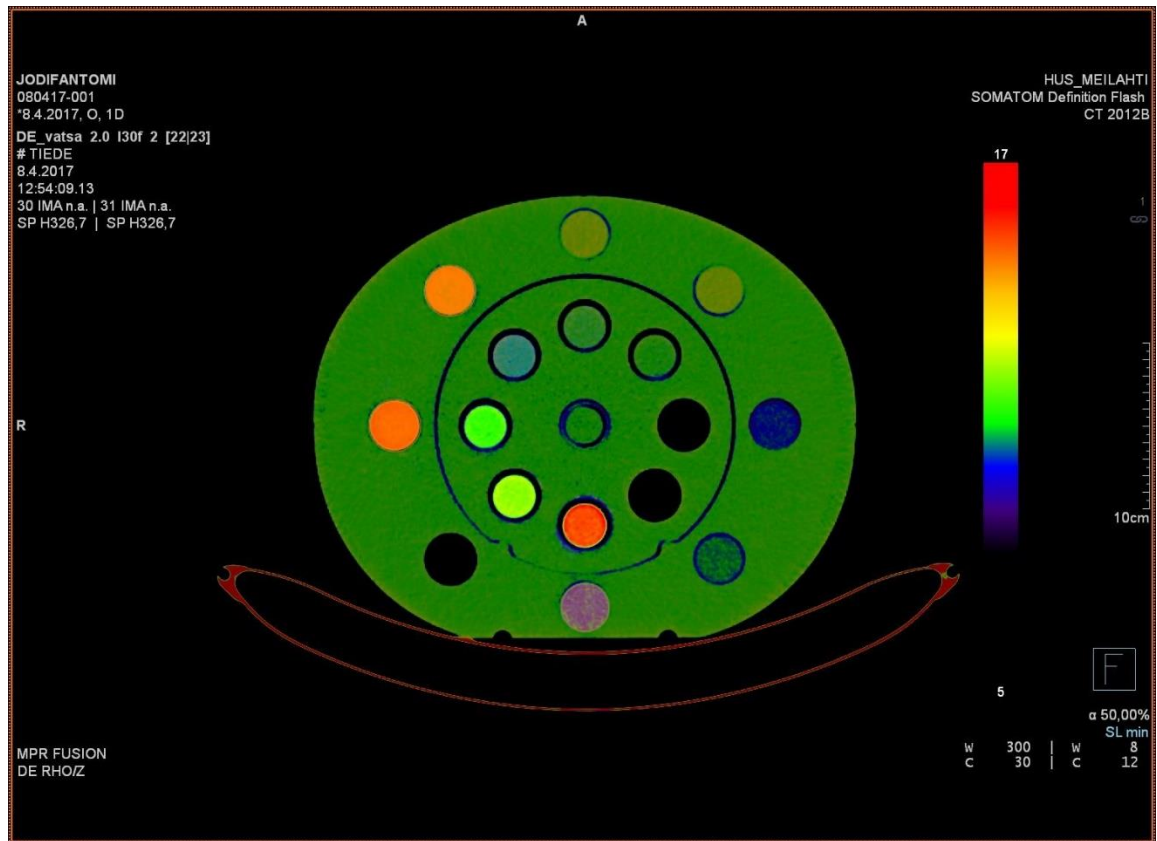 A
JODIFANTOMI
080417-001
*8.4.2017, O, 1D
DE_vatsa 2.0 I30f 2 [22|23]
# TIEDE
8.4.2017
12:54:09.13
30 IMA n.a. | 31 IMA n.a.
SP H326,7 | SP H326,7
HUS_MEILAHTI
SOMATOM Definition Flash
CT 2012B
17
1
R
10cm
5
F
α 50,00%
SL min
W 300 | W 8
C 30 | C 12
MPR FUSION
DE RHO/Z